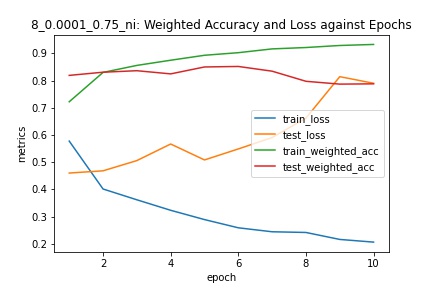 8_0.0001_0.75_ni: Weighted Accuracy and Loss against Epochs
0.9
0.8
0.7
0.6
0.5
0.4
0.3
0.2
metrics
train_loss
test_loss
train_weighted_acc
test_weighted_acc
2 4 6 8 10
epoch